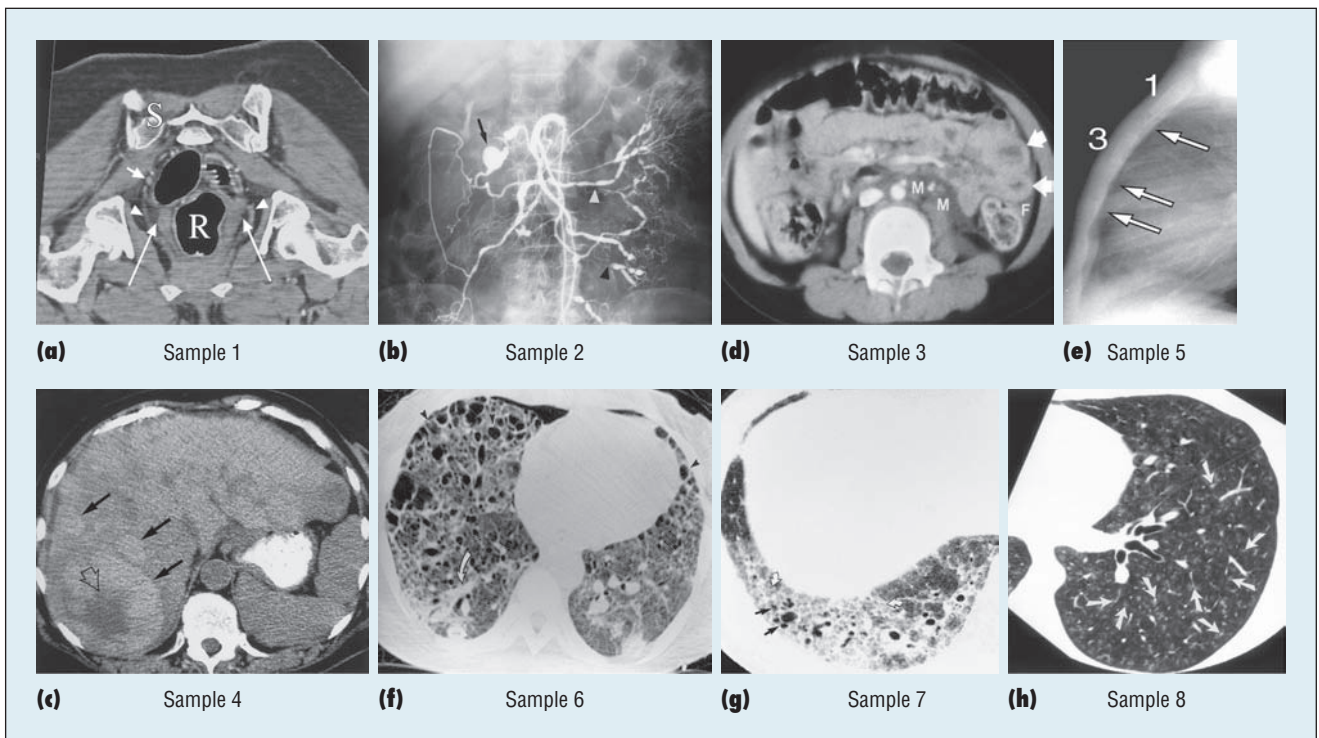 S
R
M
M
F
1
3
(a) Sample 1
(b) Sample 2
(d) Sample 3
(e) Sample 5
(c) Sample 4
(f) Sample 6
(g) Sample 7
(h) Sample 8